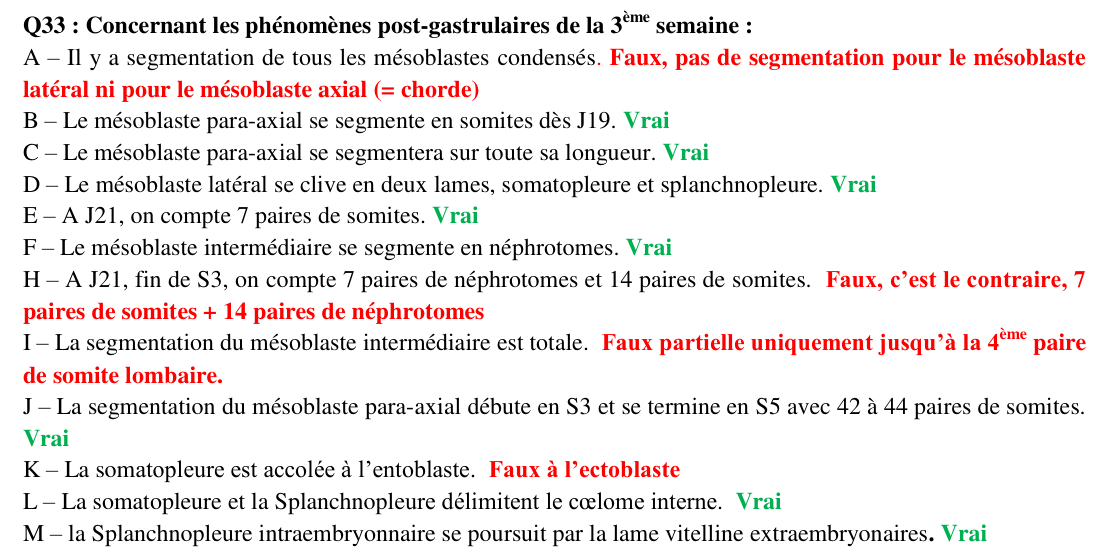 Q33 : Concernant les phénomènes post-gastrulaires de la 3ème semaine :
A – Il y a segmentation de tous les mésoblastes condensés. Faux, pas de segmentation pour le mésoblaste
latéral ni pour le mésoblaste axial (= chorde)
B – Le mésoblaste para-axial se segmente en somites dès J19. Vrai
C – Le mésoblaste para-axial se segmentera sur toute sa longueur. Vrai
D – Le mésoblaste latéral se clive en deux lames, somatopleure et splanchnopleure. Vrai
E – A J21, on compte 7 paires de somites. Vrai
F – Le mésoblaste intermédiaire se segmente en néphrotomes. Vrai
H – A J21, fin de S3, on compte 7 paires de néphrotomes et 14 paires de somites. Faux, c’est le contraire, 7
paires de somites + 14 paires de néphrotomes
I – La segmentation du mésoblaste intermédiaire est totale. Faux partielle uniquement jusqu’à la 4ème paire
de somite lombaire.
J – La segmentation du mésoblaste para-axial débute en S3 et se termine en S5 avec 42 à 44 paires de somites.
Vrai
K – La somatopleure est accolée à l’entoblaste. Faux à l’ectoblaste
L – La somatopleure et la Splanchnopleure délimitent le cœlome interne. Vrai
M – la Splanchnopleure intraembryonnaire se poursuit par la lame vitelline extraembryonaires. Vrai